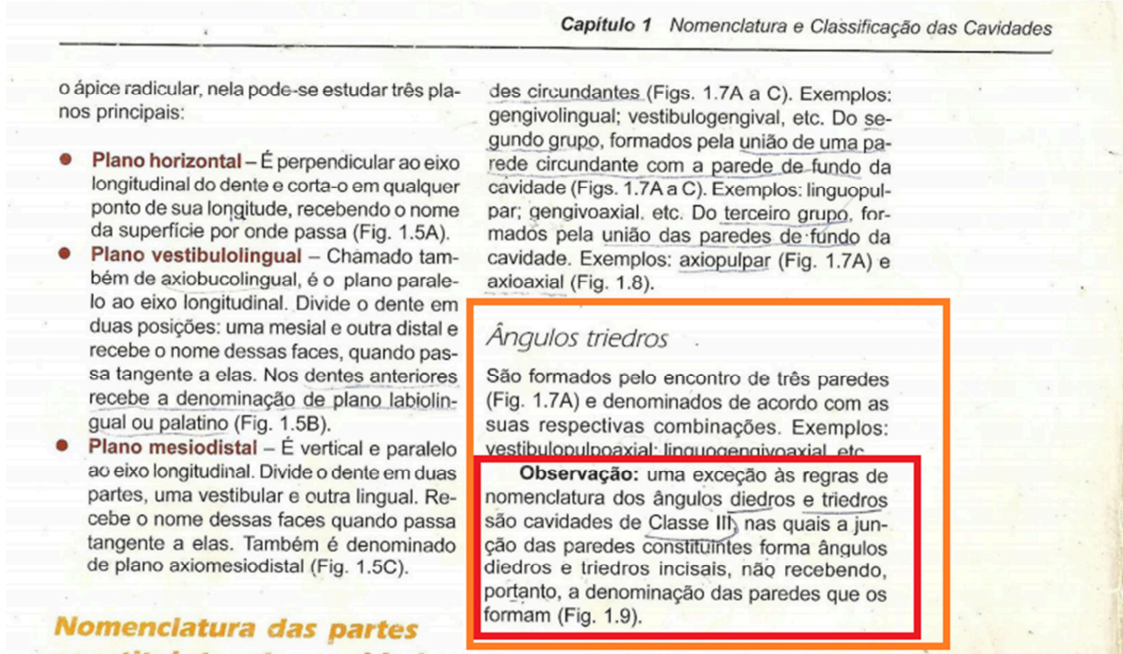 Capítulo 1 Nomenclatura e Classificação das Cavidades
o ápice radicular, nela pode-se estudar três pla-
nos principais:
● Plano horizontal – É perpendicular ao eixo
longitudinal do dente e corta-o em qualquer
ponto de sua longitude, recebendo o nome
da superfície por onde passa (Fig. 1.5A).
● Plano vestibulolingual – Chamado tam-
bém de axiobucolingual, é o plano parale-
lo ao eixo longitudinal. Divide o dente em
duas posições: uma mesial e outra distal e
recebe o nome dessas faces, quando pas-
sa tangente a elas. Nos dentes anteriores
recebe a denominação de plano labiolin-
gual ou palatino (Fig. 1.5B).
● Plano mesiodistal – É vertical e paralelo
ao eixo longitudinal. Divide o dente em duas
partes, uma vestibular e outra lingual. Re-
cebe o nome dessas faces quando passa
tangente a elas. Também é denominado
de plano axiomesiodistal (Fig. 1.5C).
Nomenclatura das partes
des circundantes (Figs. 1.7A a C). Exemplos:
gengivolingual; vestibulogengival, etc. Do se-
gundo grupo, formados pela união de uma pa-
rede circundante com a parede de fundo da
cavidade (Figs. 1.7A a C). Exemplos: linguopul-
par; gengivoaxial, etc. Do terceiro grupo, for-
mados pela união das paredes de fundo da
cavidade. Exemplos: axiopulpar (Fig. 1.7A) e
axioaxial (Fig. 1.8).
Ângulos triedros
São formados pelo encontro de três paredes
(Fig. 1.7A) e denominados de acordo com as
suas respectivas combinações. Exemplos:
vestibulopulpoaxial; linguogengivoaxial, etc.
Observação: uma exceção às regras de
nomenclatura dos ângulos diedros e triedros
são cavidades de Classe III, nas quais a jun-
ção das paredes constituintes forma ângulos
diedros e triedros incisais, não recebendo,
portanto, a denominação das paredes que os
formam (Fig. 1.9).